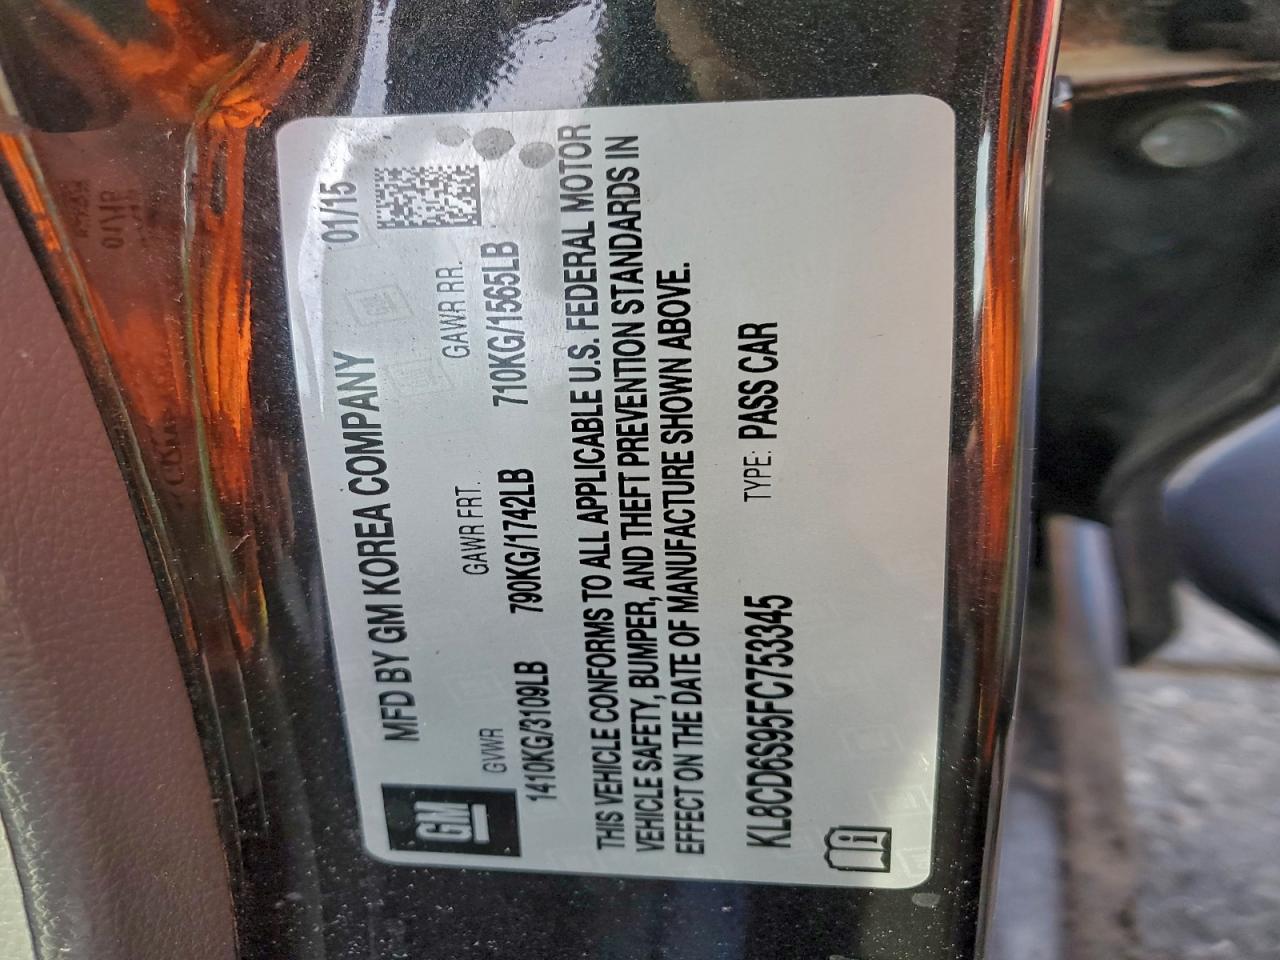 GM
MFD BY GM KOREA COMPANY 01/15
GVWR GAWR FRT. GAWR RR.
1410KG/3109LB 790KG/1742LB 710KG/1565LB
THIS VEHICLE CONFORMS TO ALL APPLICABLE U.S. FEDERAL MOTOR
VEHICLE SAFETY, BUMPER, AND THEFT PREVENTION STANDARDS IN
EFFECT ON THE DATE OF MANUFACTURE SHOWN ABOVE.
KL8CD6S95FC753345 TYPE: PASS CAR